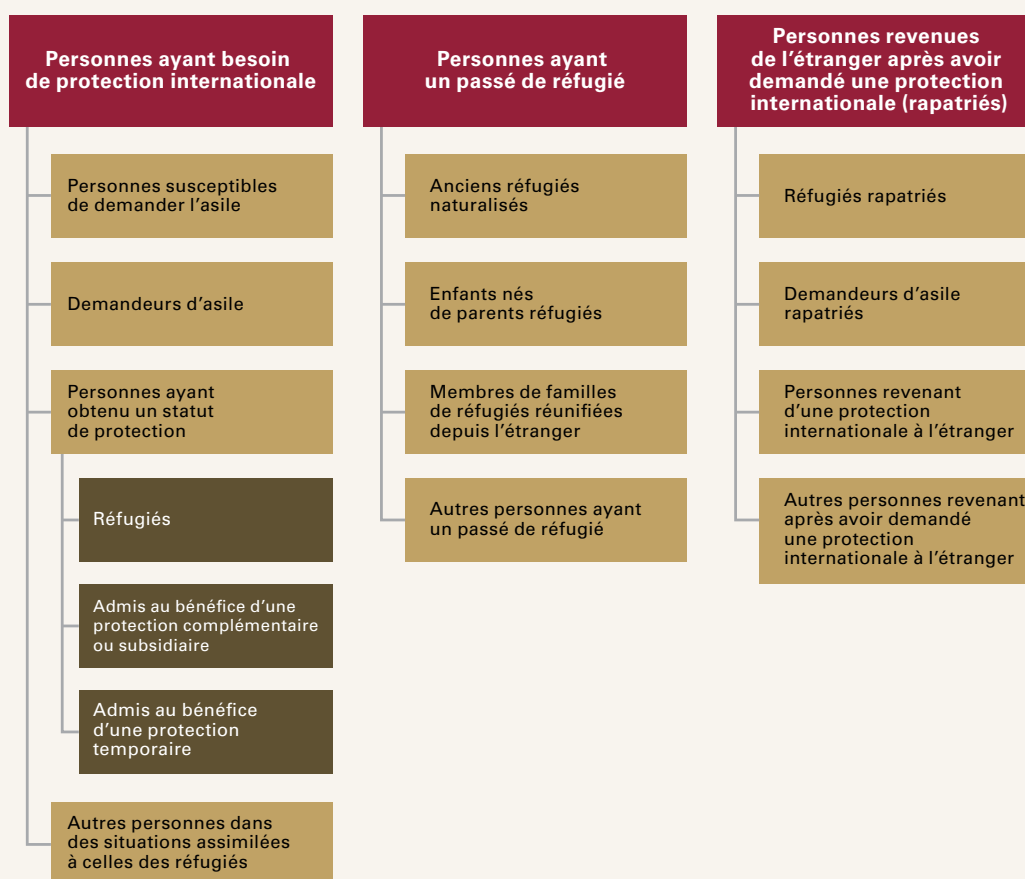 Personnes ayant besoin
de protection internationale
Personnes susceptibles
de demander l'asile
Demandeurs d'asile
Personnes ayant
obtenu un statut
de protection
Réfugiés
Admis au bénéfice d'une
protection complémentaire
ou subsidiaire
Admis au bénéfice
d'une protection
temporaire
Autres personnes dans
des situations assimilées
à celles des réfugiés
Personnes ayant
un passé de réfugié
Anciens réfugiés
naturalisés
Enfants nés
de parents réfugiés
Membres de familles
de réfugiés réunifiées
depuis l'étranger
Autres personnes ayant
un passé de réfugié
Personnes revenues
de l'étranger après avoir
demandé une protection
internationale (rapatriés)
Réfugiés rapatriés
Demandeurs d'asile
rapatriés
Personnes revenant
d'une protection
internationale à l'étranger
Autres personnes revenant
après avoir demandé
une protection
internationale à l'étranger